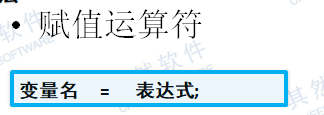 • 赋值运算符
变量名 = 表达式;